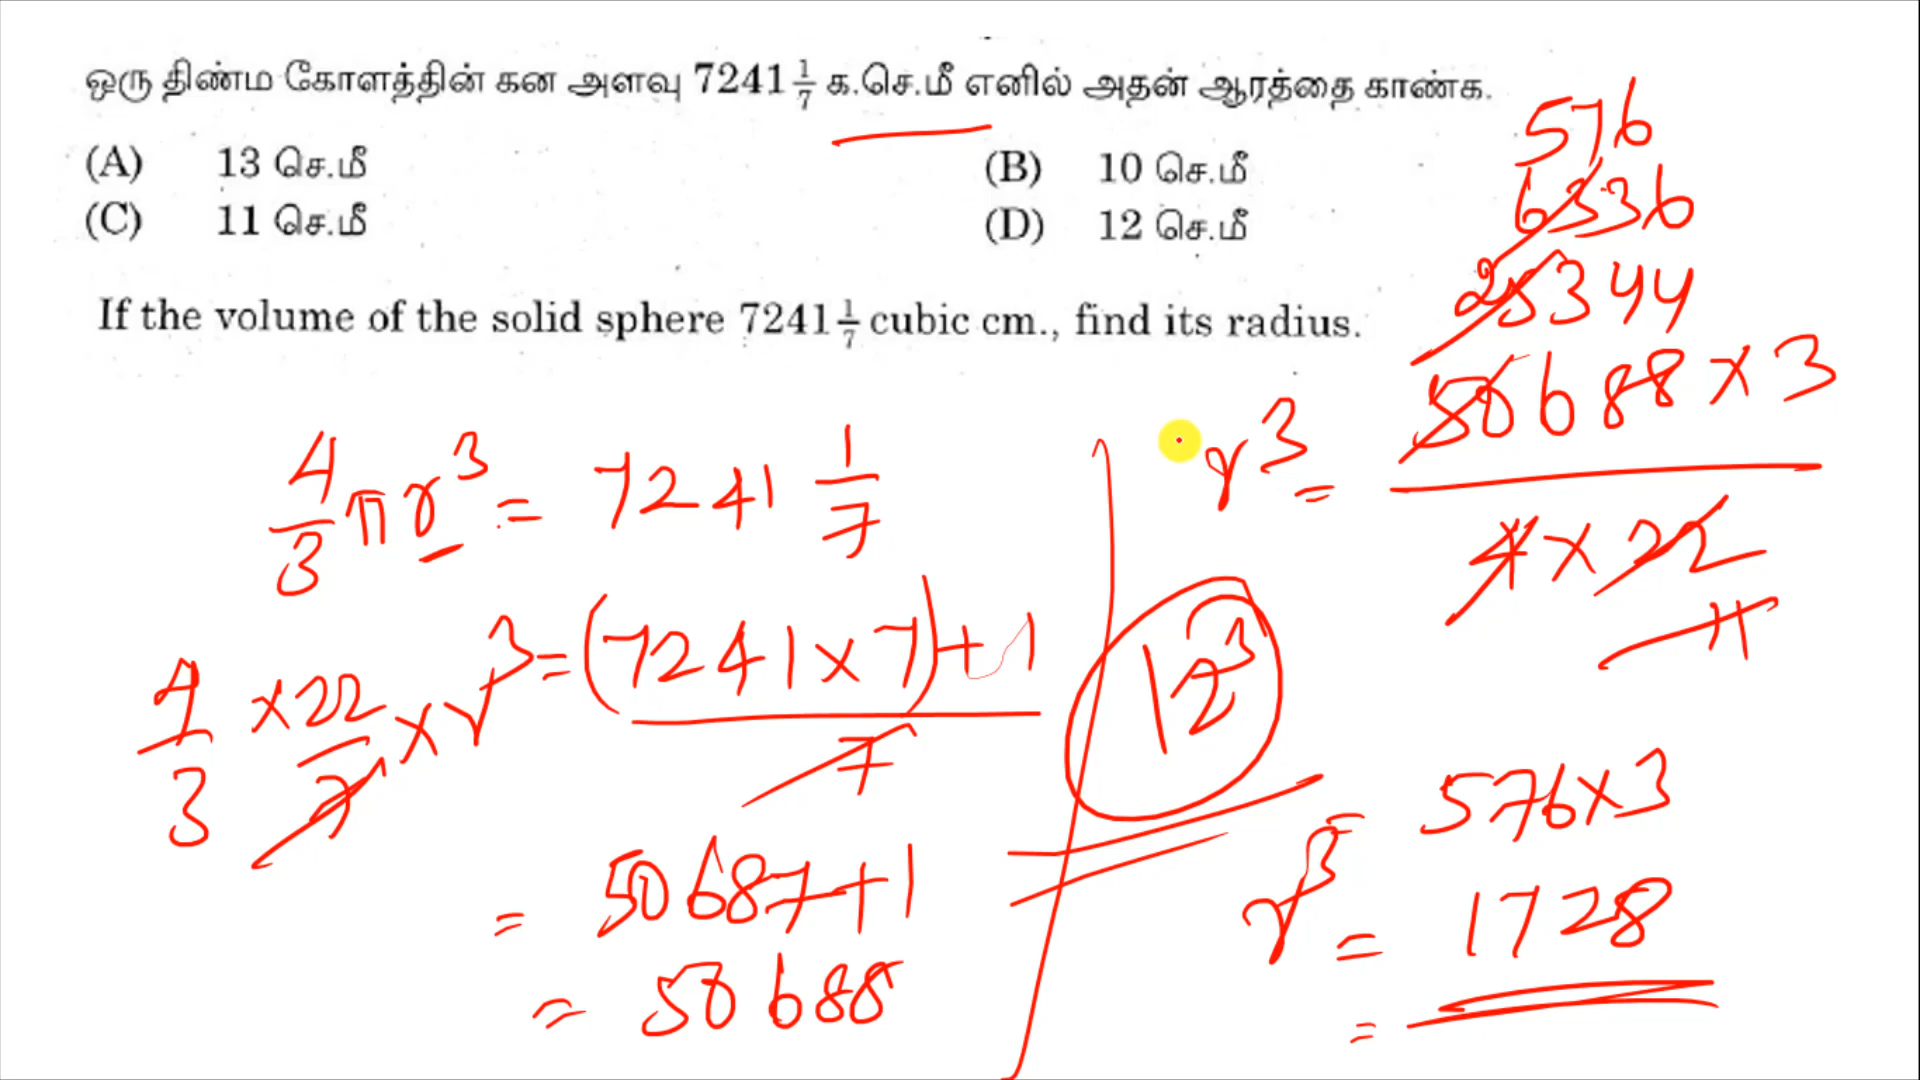 ஒரு திண்ம கோளத்தின் கன அளவு 7241 1/7 க.செ.மீ எனில் அதன் ஆரத்தை காண்க.
(A) 13 செ.மீ (B) 10 செ.மீ
(C) 11 செ.மீ (D) 12 செ.மீ
If the volume of the solid sphere 7241 1/7 cubic cm., find its radius.
4/3 π r³ = 7241 1/7
4/3 × 22/7 × r³ = (7241 × 7) + 1 / 7
= 50687 + 1
= 50688
576
6336
25344
r³ = 50688 × 3 / 4 × 22
11
12³
576 × 3
r³ = 1728
=